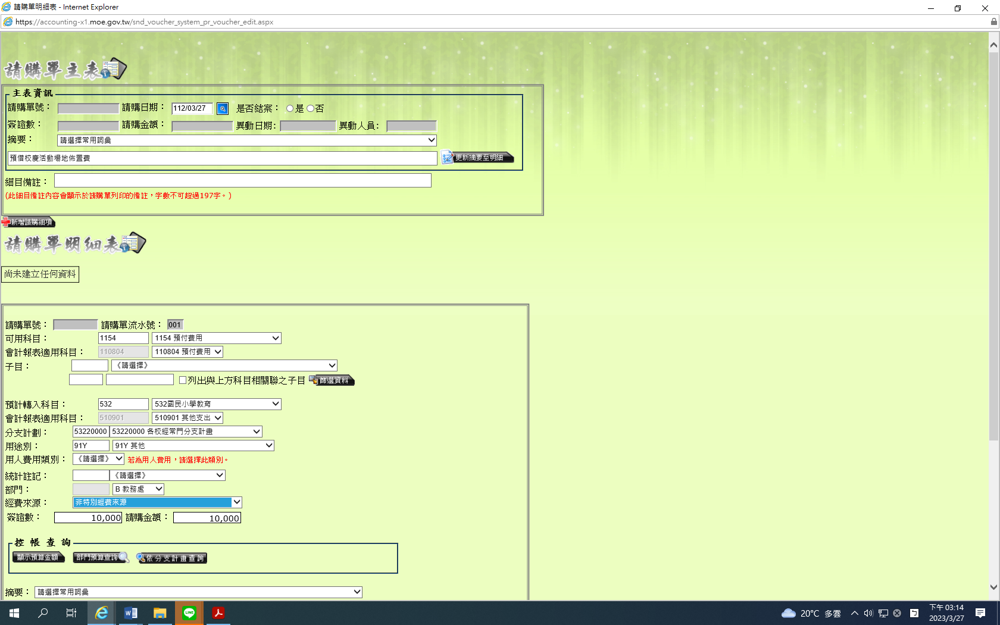 請購單明細表 - Internet Explorer
https://accounting-x1.moe.gov.tw/snd_voucher_system_pr_voucher_edit.aspx
請購單主表
主表資訊
請購單號： 請購日期： 112/03/27 是否結案： 是 否
簽證數： 請購金額： 異動日期: 異動人員:
摘要： 請選擇常用詞彙
預借校慶活動場地佈置費 更新摘要至明細
細目備註：
(此細目備註內容會顯示於請購單列印的備註，字數不可超過197字。)
新增請購細項
請購單明細表
尚未建立任何資料
請購單號： 請購單流水號： 001
可用科目： 1154 1154 預付費用
會計報表適用科目： 110804 110804 預付費用
子目： 《請選擇》
列出與上方科目相關聯之子目 篩選資料
預計轉入科目： 532 532國民小學教育
會計報表適用科目： 510901 510901 其他支出
分支計劃： 53220000 53220000 各校經常門分支計畫
用途別： 91Y 91Y 其他
用人費用類別： 《請選擇》 若為用人費用，請選擇此類別。
統計註記： 《請選擇》
部門： B 教務處
經費來源： 非特別經費來源
簽證數： 10,000 請購金額： 10,000
控帳查詢
顯示預算金額 部門預算查詢 依分支計畫查詢
摘要： 請選擇常用詞彙
20°C 多雲
下午 03:14
2023/3/27